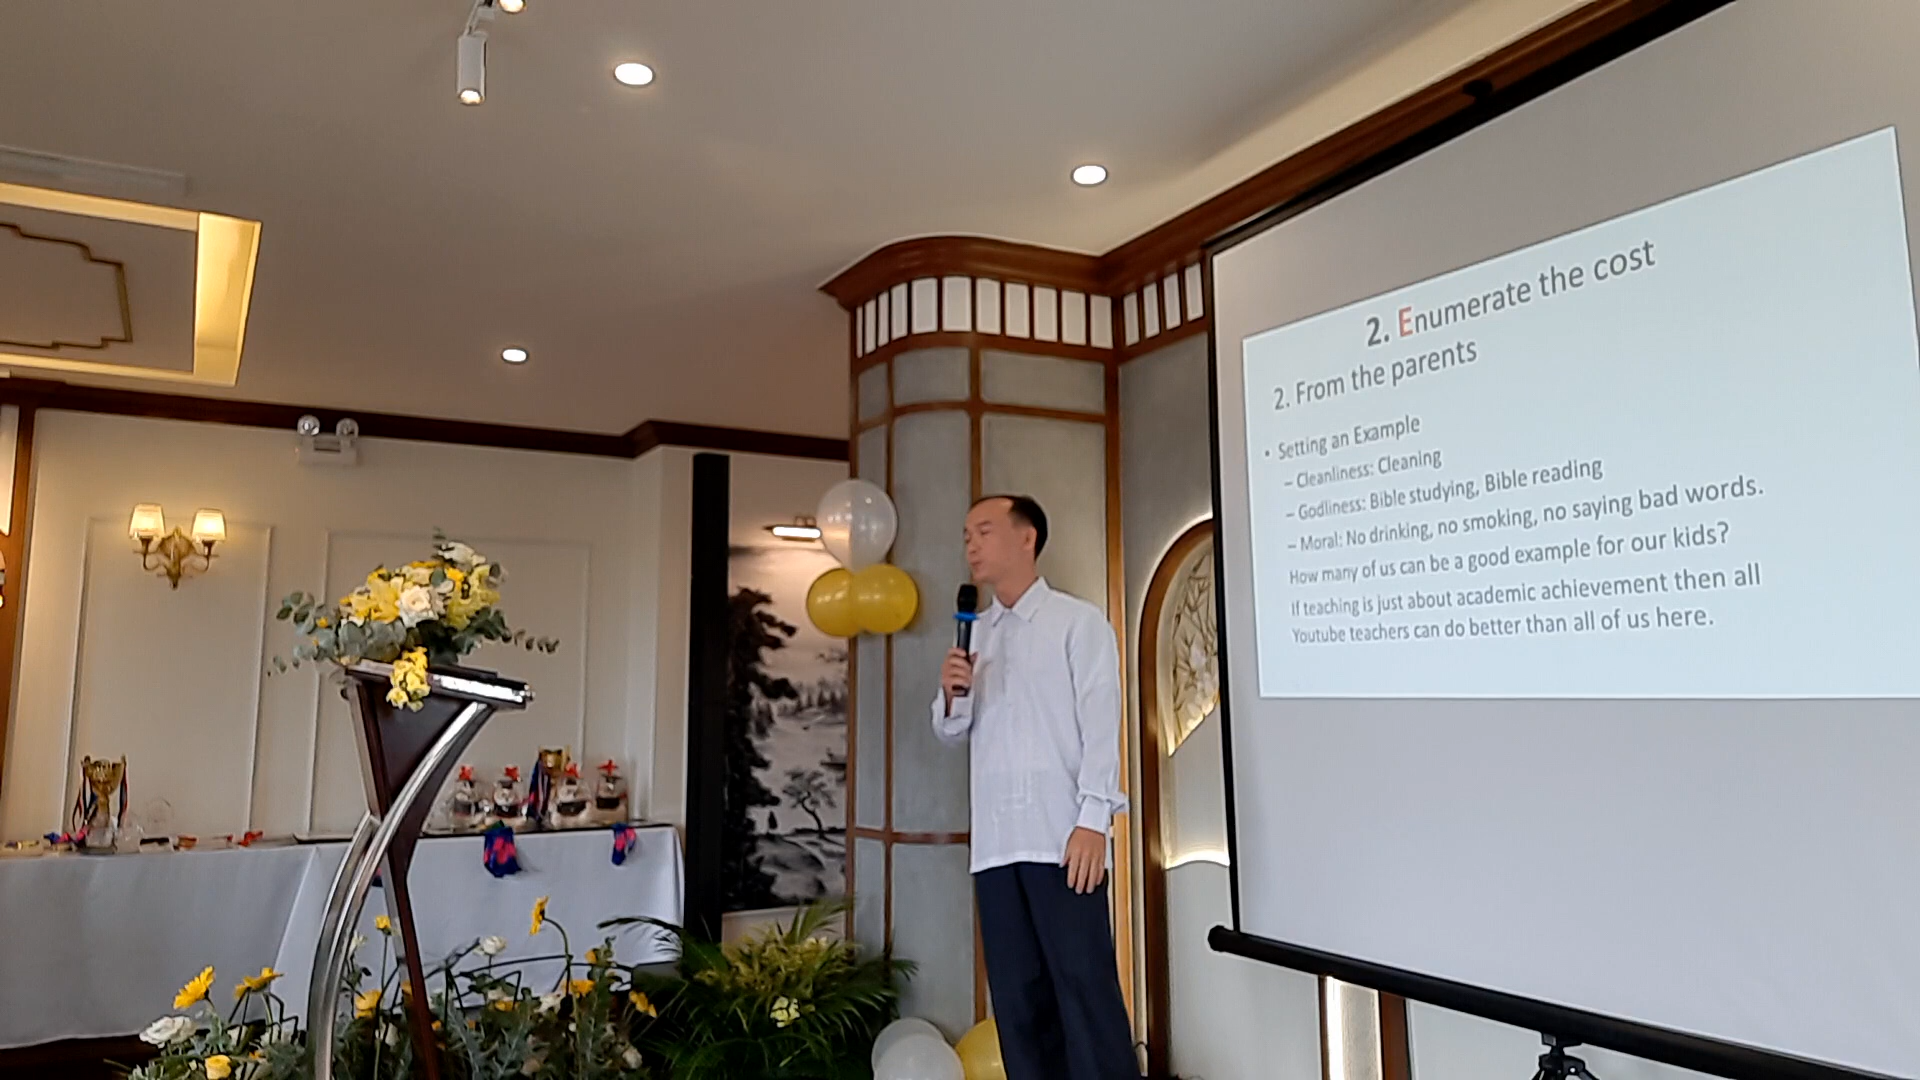 2. Enumerate the cost
2. From the parents
• Setting an Example
– Cleanliness: Cleaning
– Godliness: Bible studying, Bible reading
– Moral: No drinking, no smoking, no saying bad words.
How many of us can be a good example for our kids?
If teaching is just about academic achievement then all
Youtube teachers can do better than all of us here.